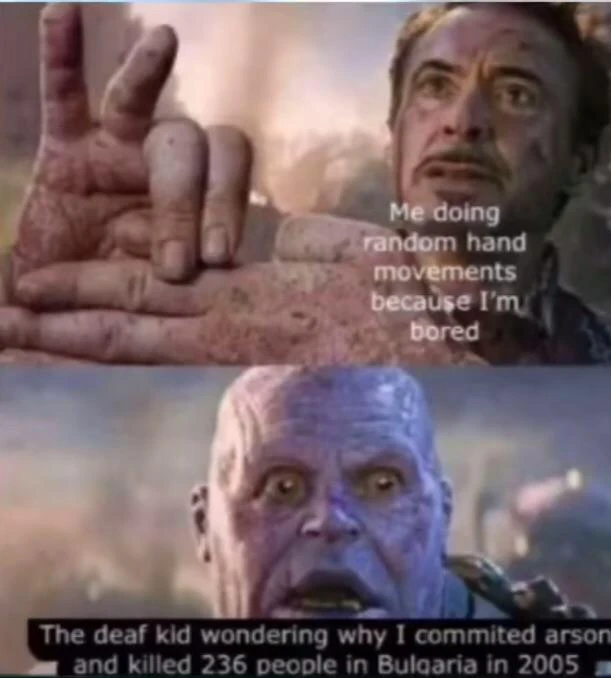 Me doing
random hand
movements
because I'm
bored
The deaf kid wondering why I commited arson
and killed 236 people in Bulgaria in 2005